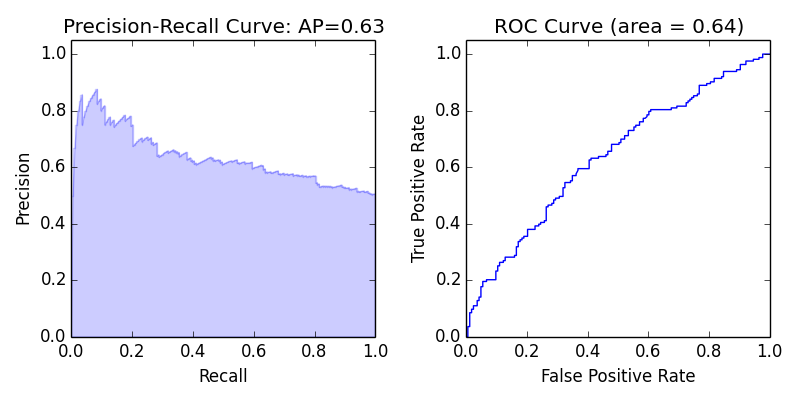 Precision-Recall Curve: AP=0.63
1.0
0.8
0.6
0.4
0.2
0.0
Precision
0.0 0.2 0.4 0.6 0.8 1.0
Recall
ROC Curve (area = 0.64)
1.0
0.8
0.6
0.4
0.2
0.0
True Positive Rate
0.0 0.2 0.4 0.6 0.8 1.0
False Positive Rate